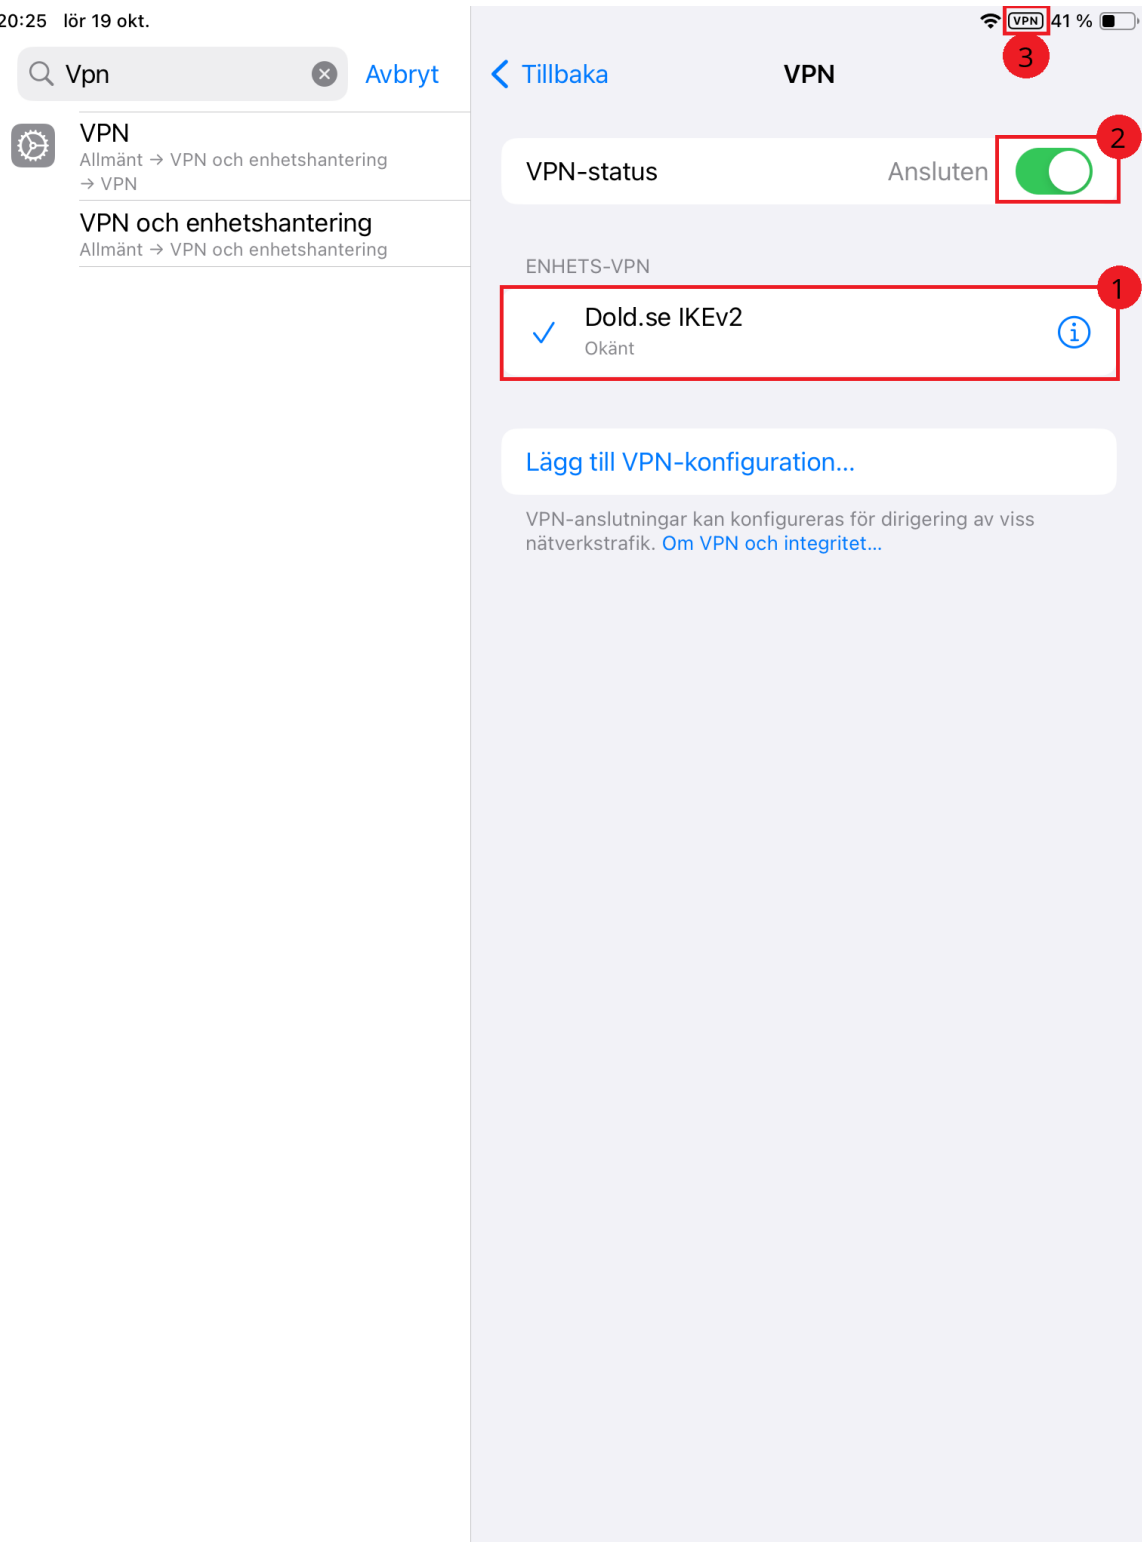 20:25 lör 19 okt.
VPN 41 %
3
Vpn
Avbryt
VPN
Allmänt → VPN och enhetshantering
→ VPN
VPN och enhetshantering
Allmänt → VPN och enhetshantering
Tillbaka
VPN
2
VPN-status
Ansluten
ENHETS-VPN
1
Dold.se IKEv2
Okänt
Lägg till VPN-konfiguration...
VPN-anslutningar kan konfigureras för dirigering av viss
nätverkstrafik. Om VPN och integritet...